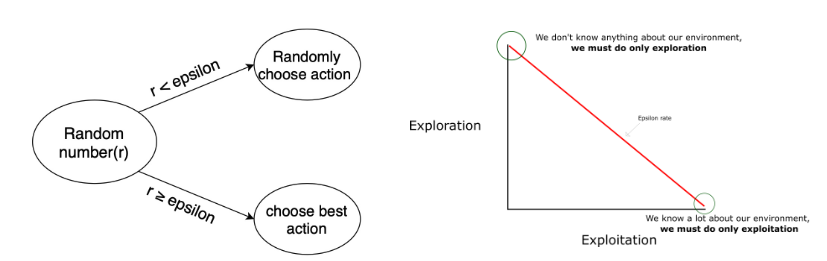 Randomly
choose action
r < epsilon
Random
number(r)
r ≥ epsilon
choose best
action
We don't know anything about our environment,
we must do only exploration
Exploration
Epsilon rate
We know a lot about our environment,
we must do only exploitation
Exploitation